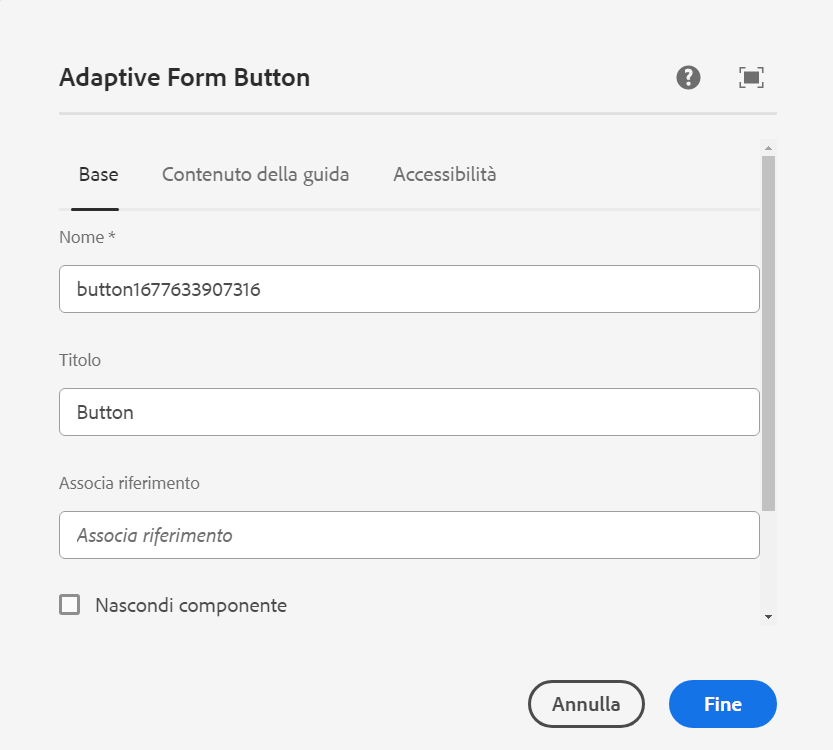 Adaptive Form Button
Base Contenuto della guida Accessibilità
Nome *
button1677633907316
Titolo
Button
Associa riferimento
Associa riferimento
Nascondi componente
Annulla Fine